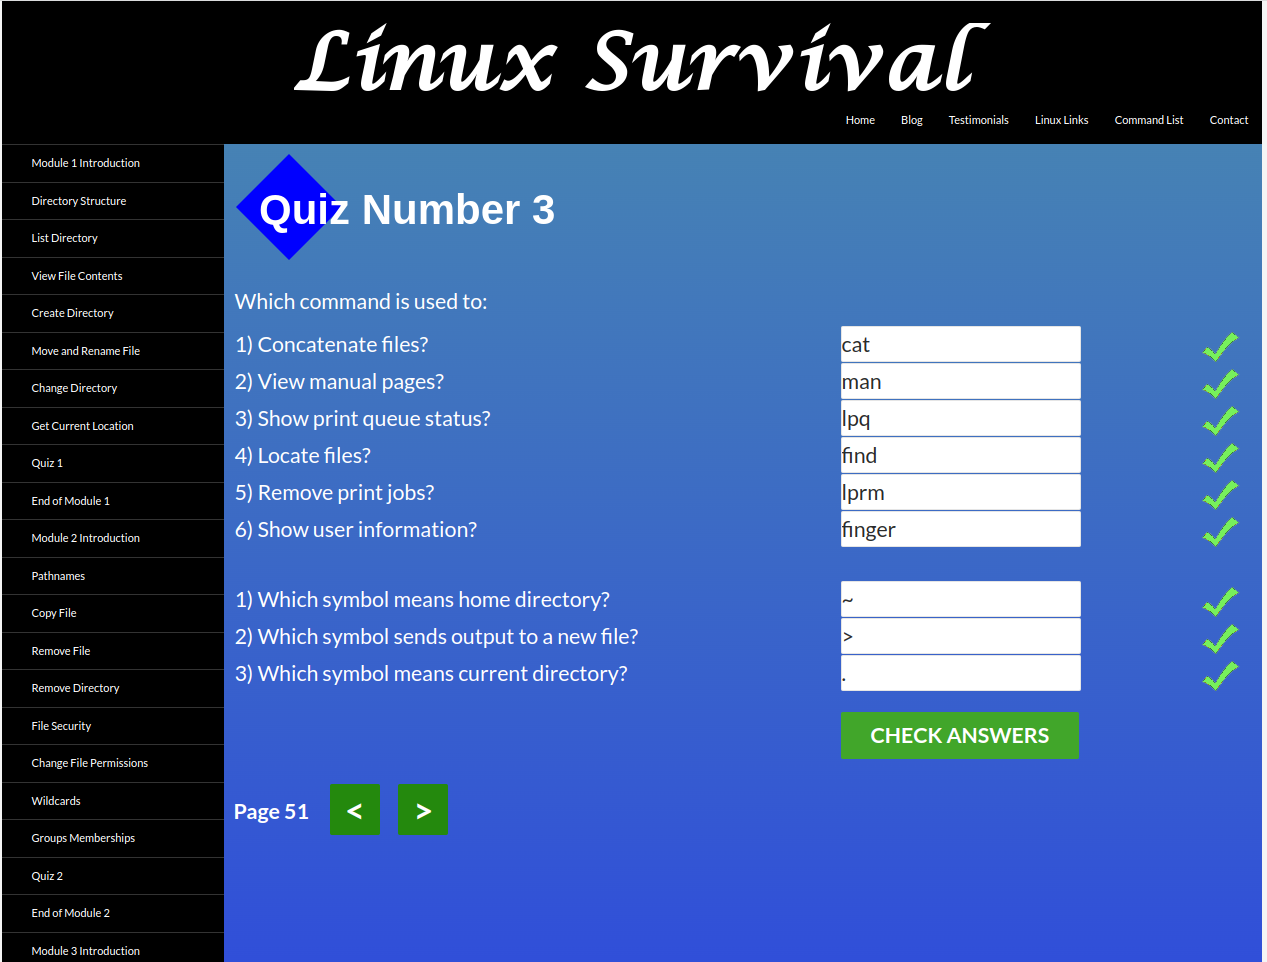 Linux Survival
Home Blog Testimonials Linux Links Command List Contact
Module 1 Introduction
Directory Structure
List Directory
View File Contents
Create Directory
Move and Rename File
Change Directory
Get Current Location
Quiz 1
End of Module 1
Module 2 Introduction
Pathnames
Copy File
Remove File
Remove Directory
File Security
Change File Permissions
Wildcards
Groups Memberships
Quiz 2
End of Module 2
Module 3 Introduction
Quiz Number 3
Which command is used to:
1) Concatenate files? cat
2) View manual pages? man
3) Show print queue status? lpq
4) Locate files? find
5) Remove print jobs? lprm
6) Show user information? finger
1) Which symbol means home directory? ~
2) Which symbol sends output to a new file? >
3) Which symbol means current directory? .
CHECK ANSWERS
Page 51 < >